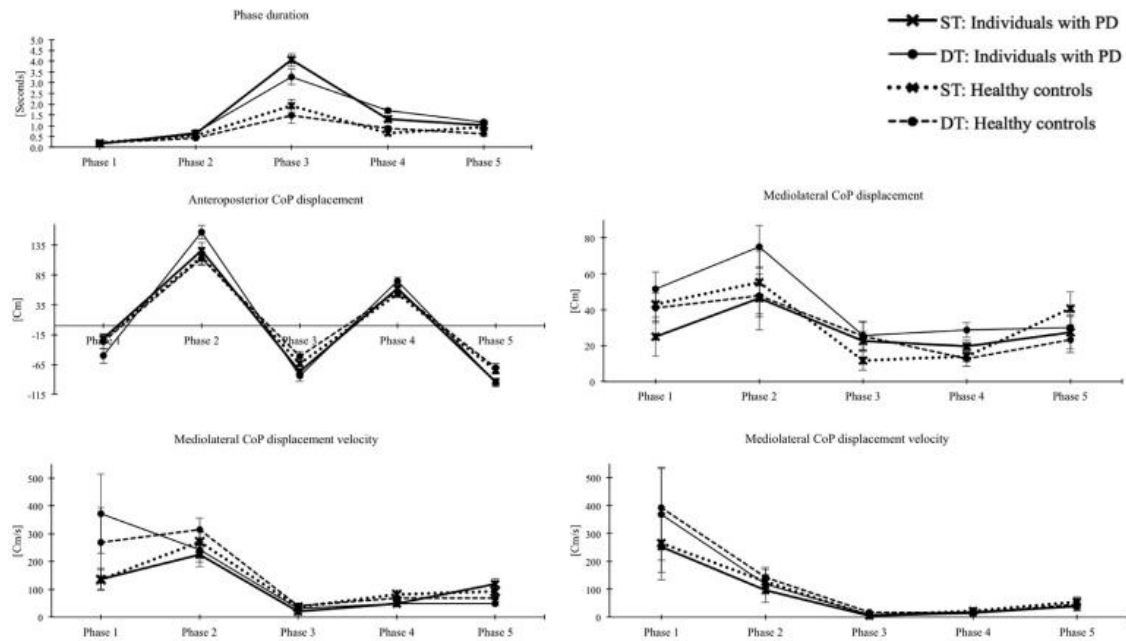 Phase duration
[Seconds]
5.0
4.5
4.0
3.5
3.0
2.5
2.0
1.5
1.0
0.5
0.0
Phase 1 Phase 2 Phase 3 Phase 4 Phase 5
ST: Individuals with PD
DT: Individuals with PD
ST: Healthy controls
DT: Healthy controls
Anteroposterior CoP displacement
[Cm]
135
85
35
-15
-65
-115
Phase 1 Phase 2 Phase 3 Phase 4 Phase 5
Mediolateral CoP displacement
[Cm]
80
60
40
20
0
Phase 1 Phase 2 Phase 3 Phase 4 Phase 5
Mediolateral CoP displacement velocity
[Cm/s]
500
400
300
200
100
0
Phase 1 Phase 2 Phase 3 Phase 4 Phase 5
Mediolateral CoP displacement velocity
[Cm/s]
500
400
300
200
100
0
Phase 1 Phase 2 Phase 3 Phase 4 Phase 5